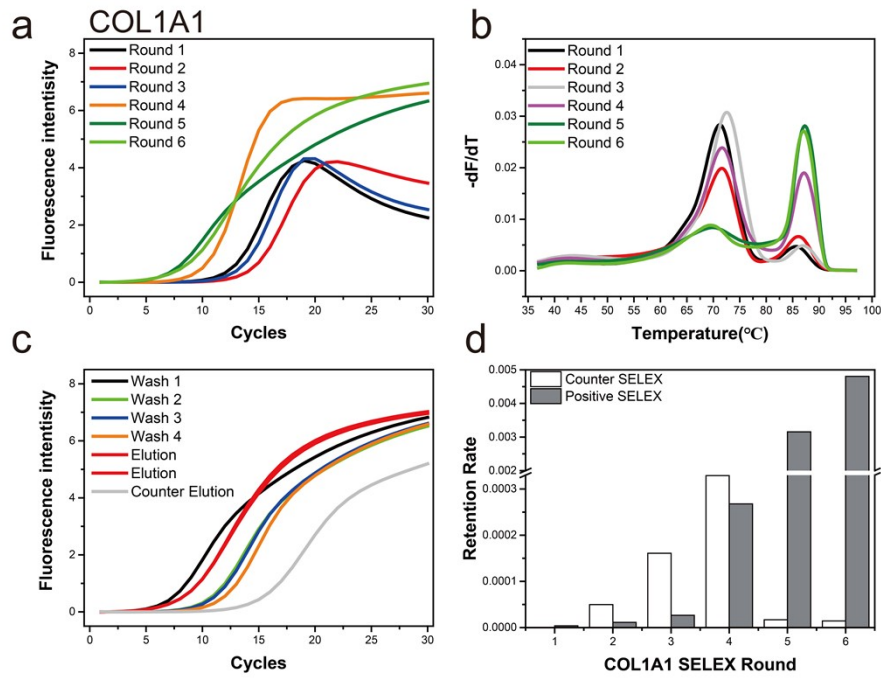 a
COL1A1
Fluorescence intentisity
8
6
4
2
0
Round 1
Round 2
Round 3
Round 4
Round 5
Round 6
0 5 10 15 20 25 30
Cycles
b
-dF/dT
0.04
0.03
0.02
0.01
0.00
Round 1
Round 2
Round 3
Round 4
Round 5
Round 6
35 40 45 50 55 60 65 70 75 80 85 90 95 100
Temperature(℃)
c
Fluorescence intentisity
8
6
4
2
0
Wash 1
Wash 2
Wash 3
Wash 4
Elution
Elution
Counter Elution
0 5 10 15 20 25 30
Cycles
d
Retention Rate
0.005
0.004
0.003
0.002
0.0003
0.0002
0.0001
0.0000
Counter SELEX
Positive SELEX
1 2 3 4 5 6
COL1A1 SELEX Round